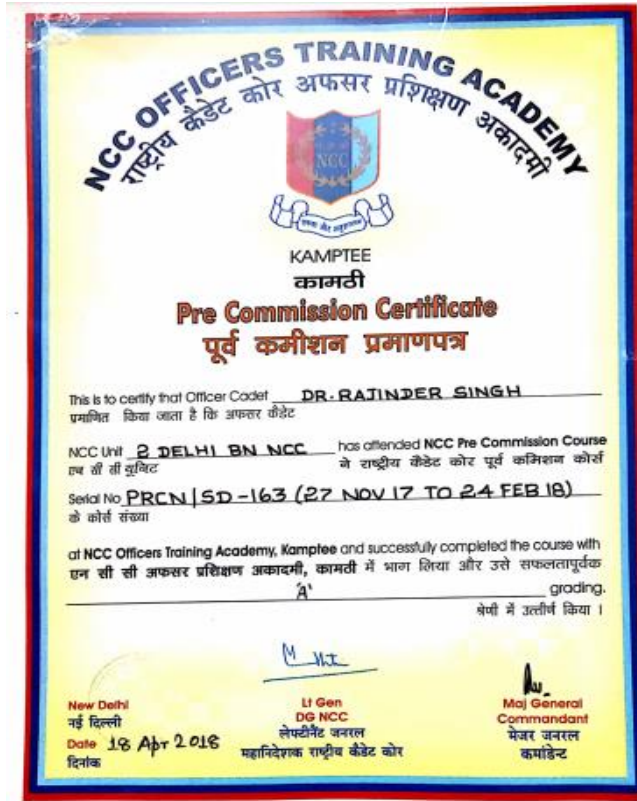 NCC OFFICERS TRAINING ACADEMY
राष्ट्रीय कैडेट कोर अफसर प्रशिक्षण अकादमी
NCC
एकता और अनुशासन
KAMPTEE
कामठी
Pre Commission Certificate
पूर्व कमीशन प्रमाणपत्र
This is to certify that Officer Cadet DR. RAJINDER SINGH
प्रमाणित किया जाता है कि अफसर कैडेट
NCC Unit 2 DELHI BN NCC has attended NCC Pre Commission Course
एन सी सी यूनिट ने राष्ट्रीय कैडेट कोर पूर्व कमिशन कोर्स
Serial No PRCN|SD-163 (27 NOV 17 TO 24 FEB 18)
के कोर्स संख्या
at NCC Officers Training Academy, Kamptee and successfully completed the course with
एन सी सी अफसर प्रशिक्षण अकादमी, कामठी में भाग लिया और उसे सफलतापूर्वक
'A' grading.
श्रेणी में उत्तीर्ण किया ।
New Delhi
नई दिल्ली
Date 18 Apr 2018
दिनांक
Lt Gen
DG NCC
लेफ्टीनैंट जनरल
महानिदेशक राष्ट्रीय कैडेट कोर
Maj General
Commandant
मेजर जनरल
कमांडेन्ट